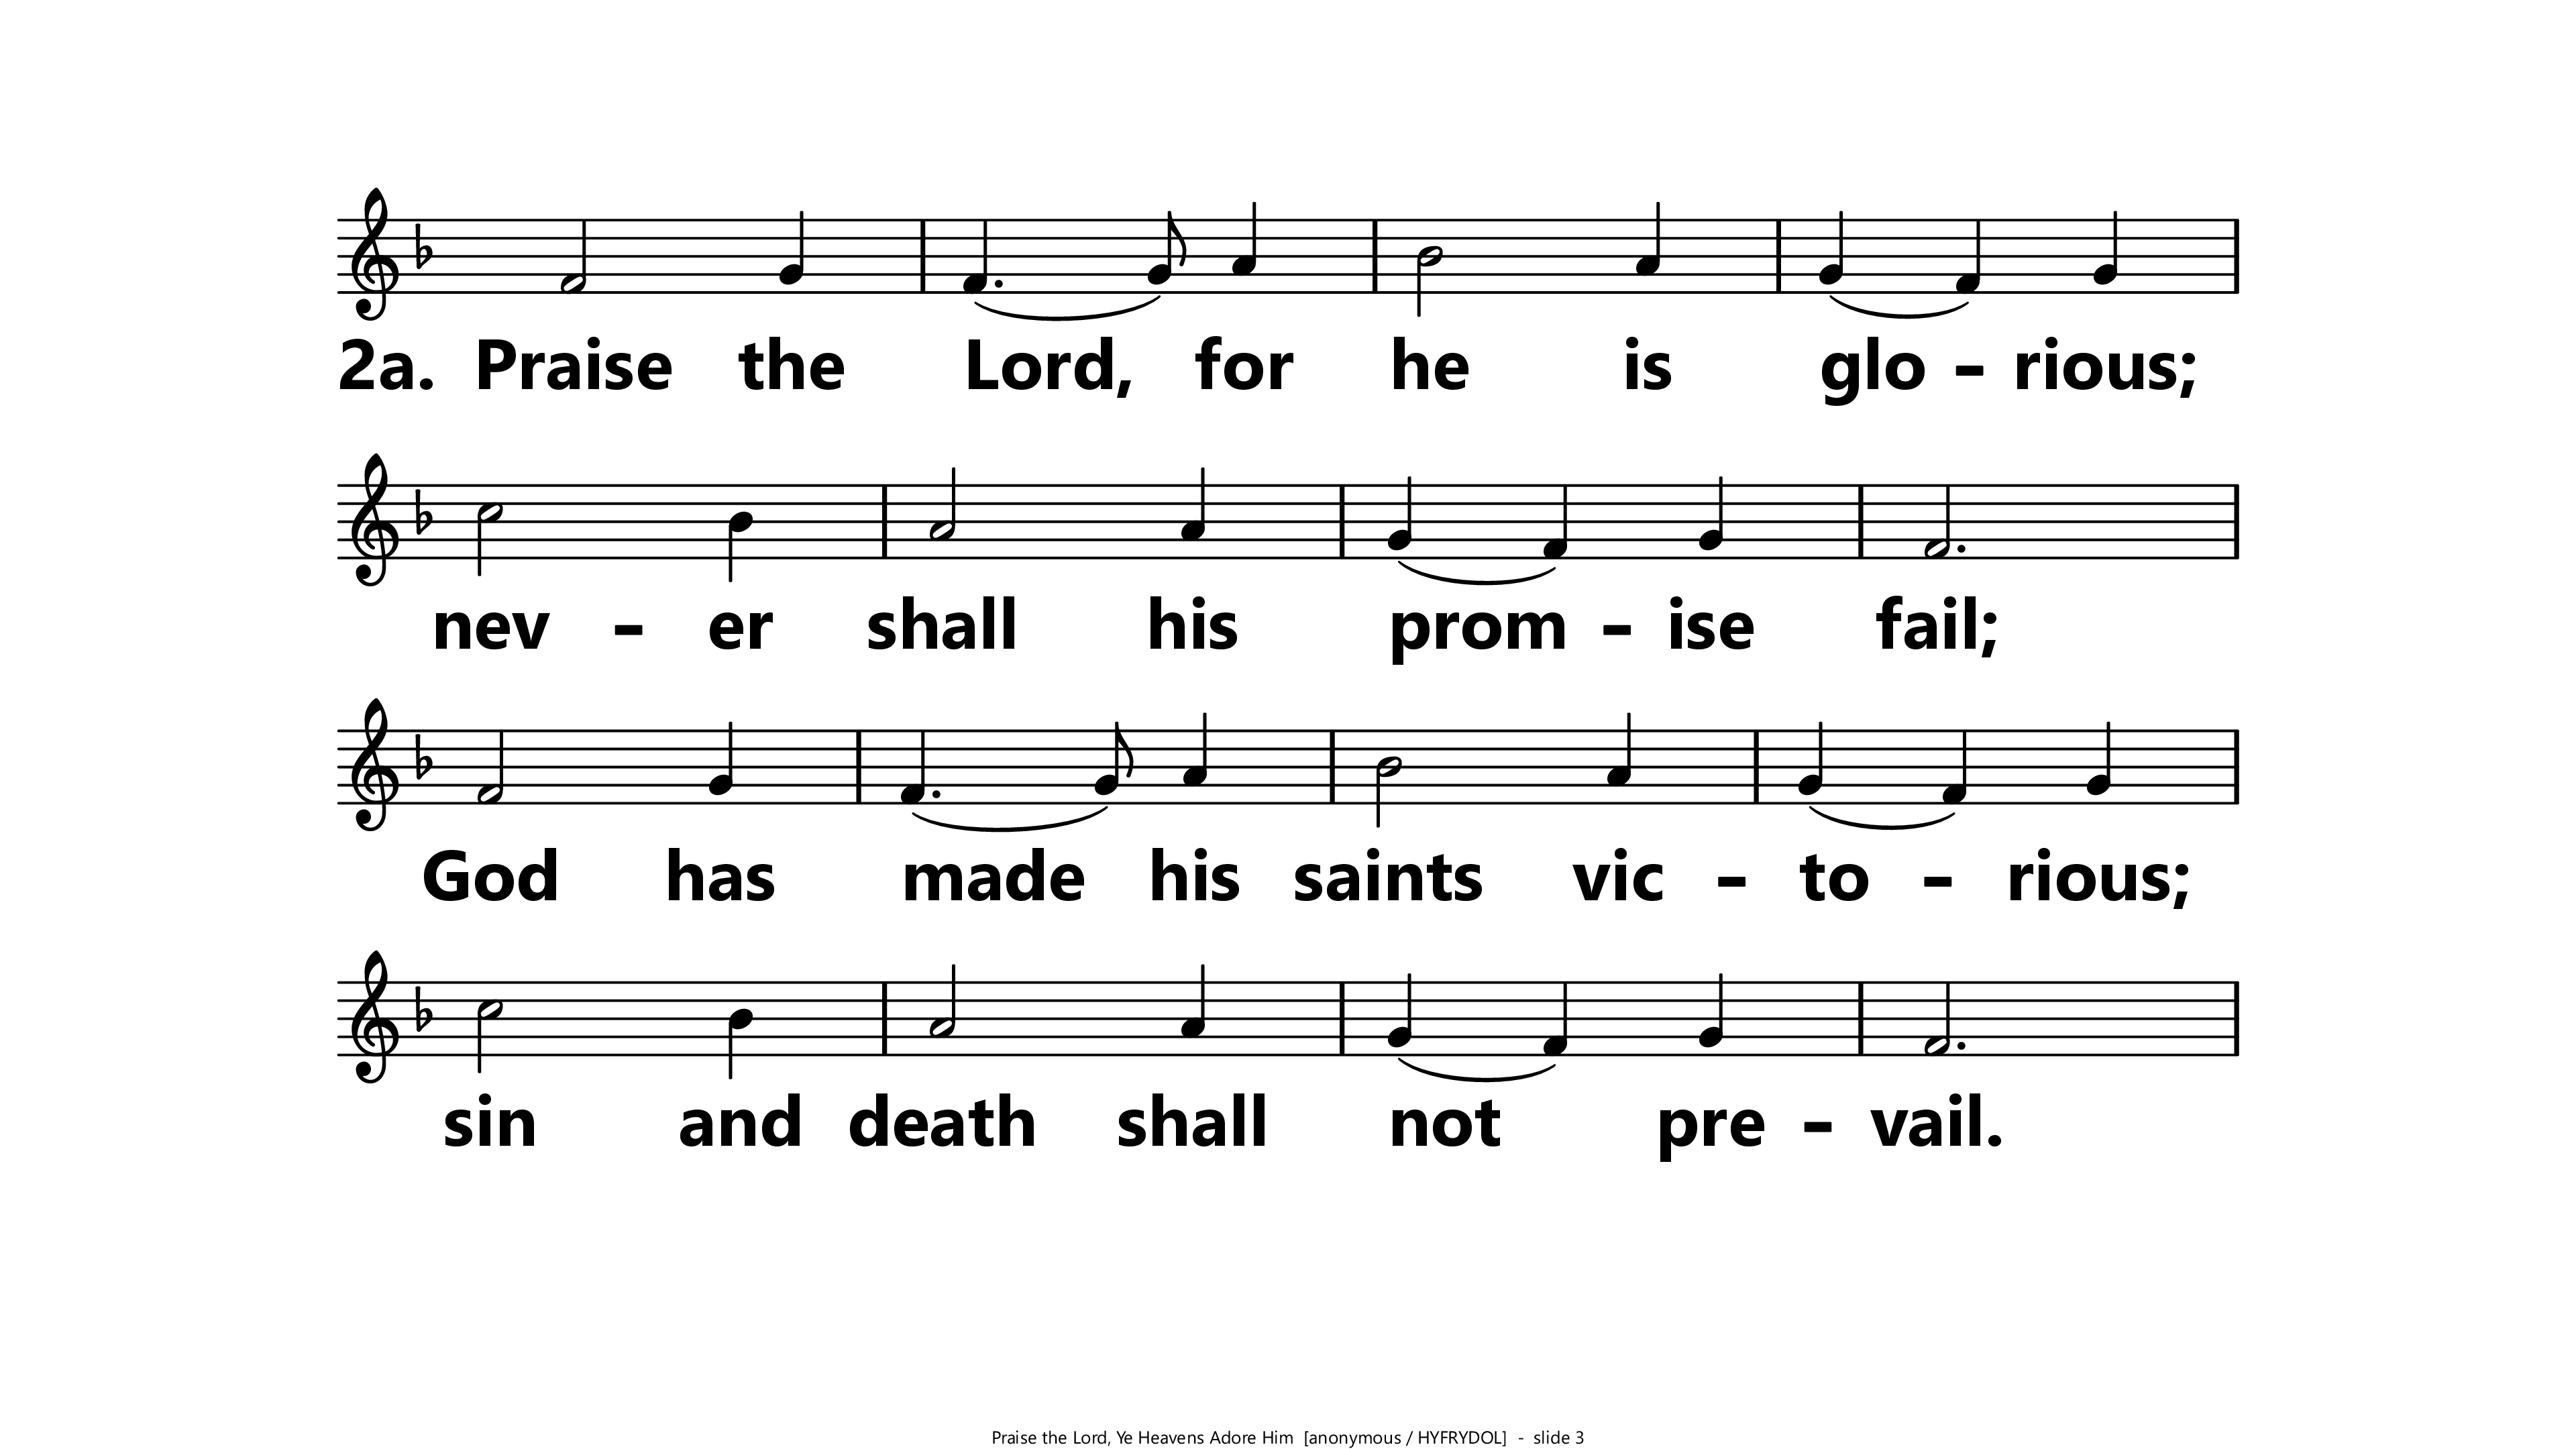 2a. Praise the Lord, for he is glo - rious;
nev - er shall his prom - ise fail;
God has made his saints vic - to - rious;
sin and death shall not pre - vail.
Praise the Lord, Ye Heavens Adore Him [anonymous / HYFRYDOL] - slide 3